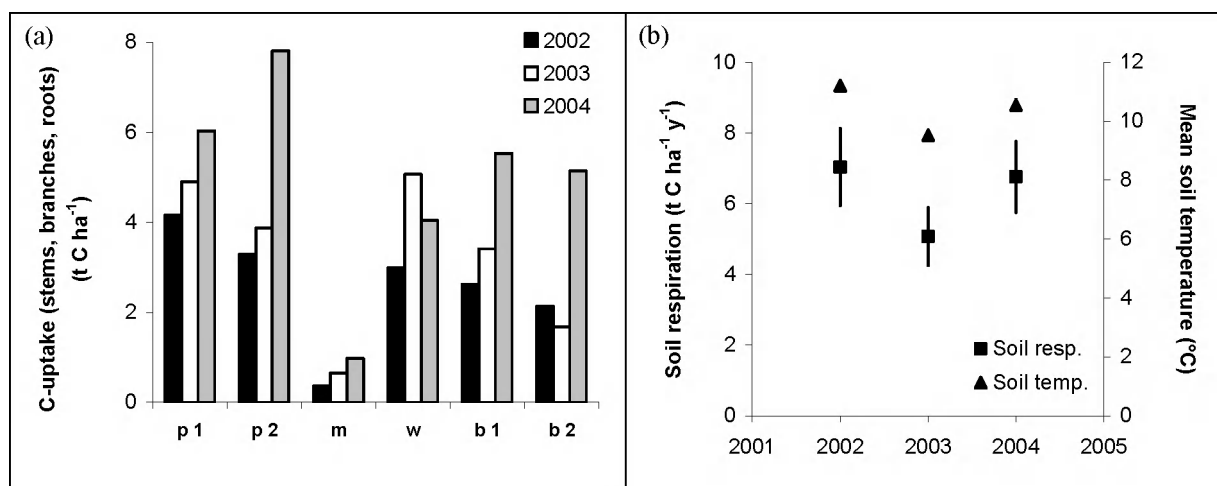 (a)
C-uptake (stems, branches, roots)
(t C ha⁻¹)
8
6
4
2
0
2002
2003
2004
p 1
p 2
m
w
b 1
b 2
(b)
Soil respiration (t C ha⁻¹ y⁻¹)
10
8
6
4
2
0
Soil resp.
Soil temp.
12
10
8
6
4
2
0
Mean soil temperature (°C)
2001
2002
2003
2004
2005